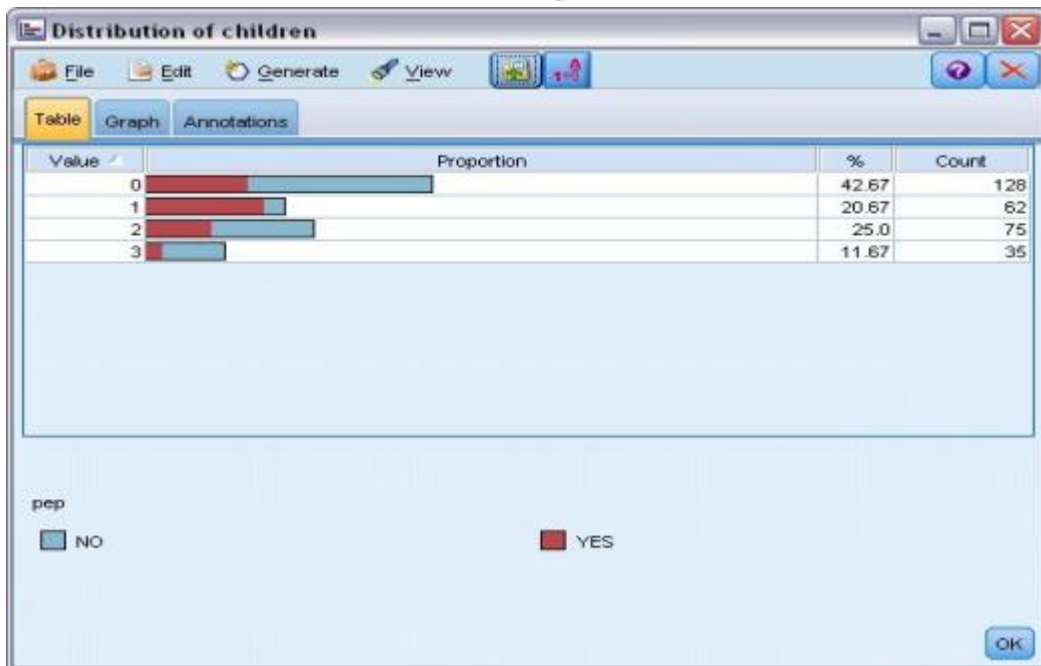 Distribution of children
File Edit Generate View
Table Graph Annotations
Value Proportion % Count
0 42.67 128
1 20.67 62
2 25.0 75
3 11.67 35
pep
NO YES
OK